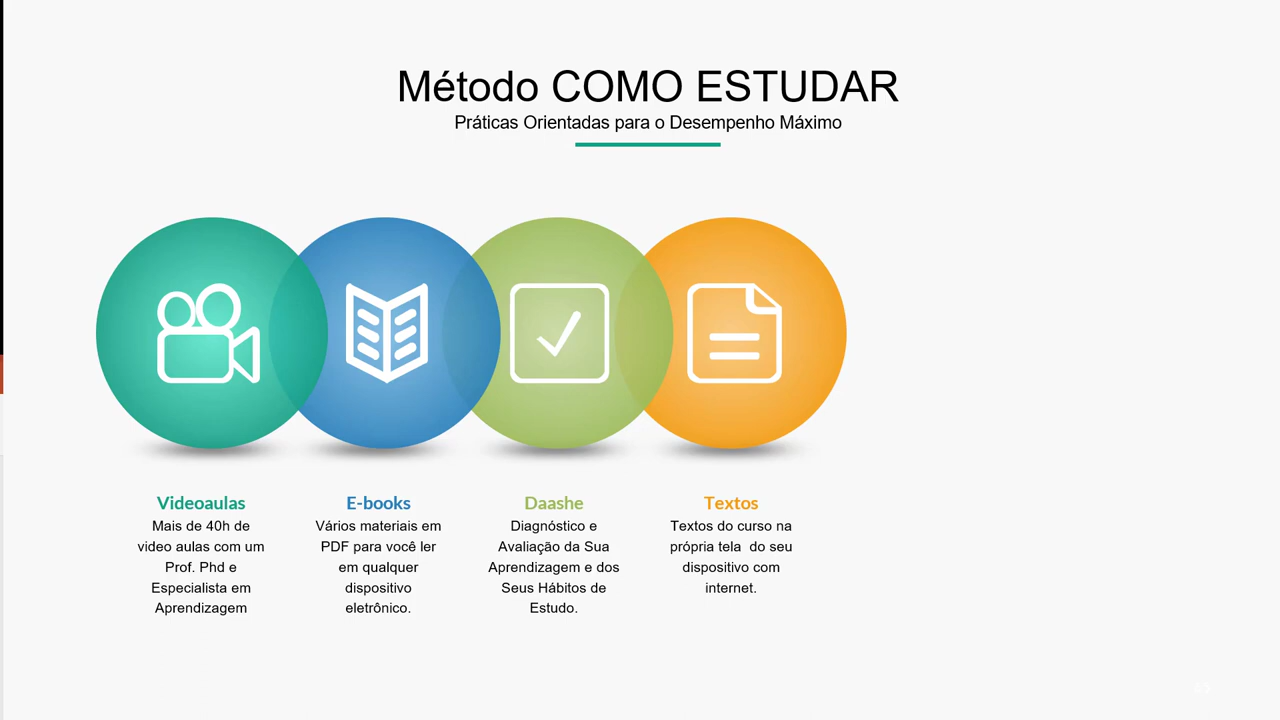 Método COMO ESTUDAR
Práticas Orientadas para o Desempenho Máximo
Videoaulas
Mais de 40h de
video aulas com um
Prof. Phd e
Especialista em
Aprendizagem
E-books
Vários materiais em
PDF para você ler
em qualquer
dispositivo
eletrônico.
Daashe
Diagnóstico e
Avaliação da Sua
Aprendizagem e dos
Seus Hábitos de
Estudo.
Textos
Textos do curso na
própria tela  do seu
dispositivo com
internet.